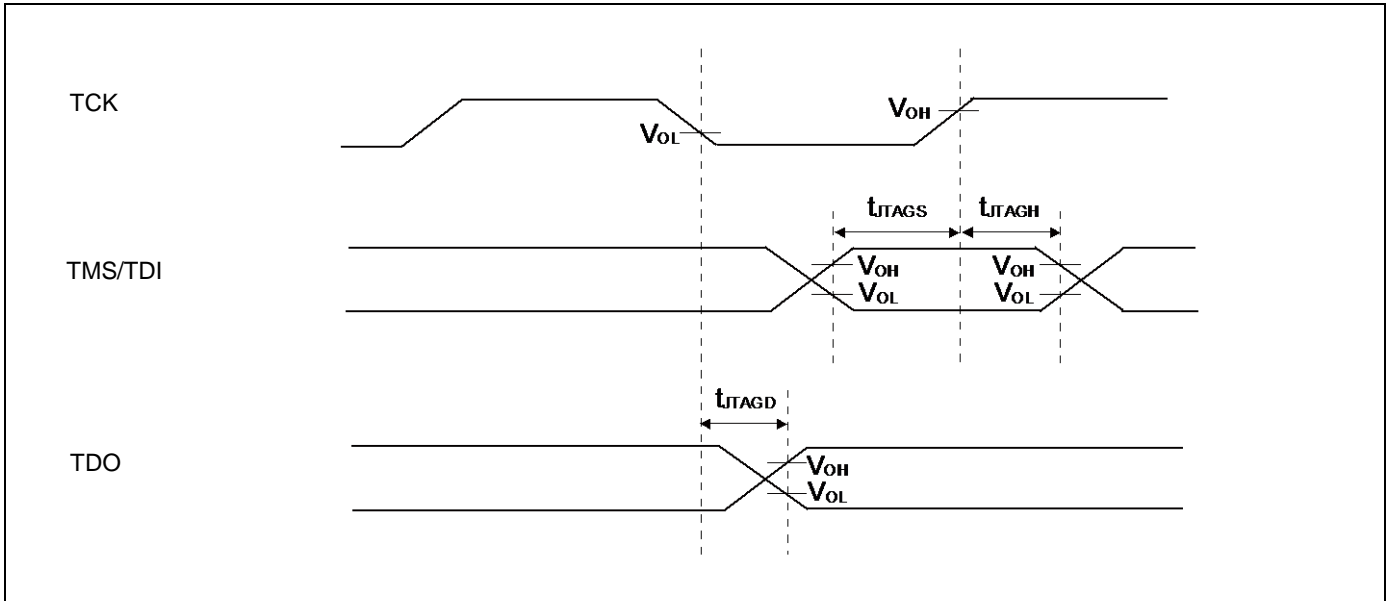 TCK
VOL
VOH
tJTAGS
tJTAGH
TMS/TDI
VOH
VOL
VOH
VOL
tJTAGD
TDO
VOH
VOL